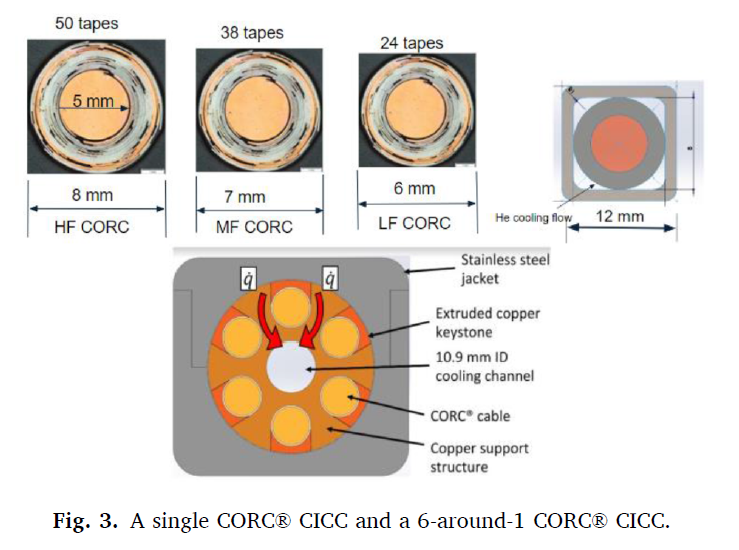 50 tapes
38 tapes
24 tapes
5 mm
8 mm
7 mm
6 mm
HF CORC
MF CORC
LF CORC
He cooling flow
12 mm
q̇
q̇
Stainless steel
jacket
Extruded copper
keystone
10.9 mm ID
cooling channel
CORC® cable
Copper support
structure
Fig. 3. A single CORC® CICC and a 6-around-1 CORC® CICC.